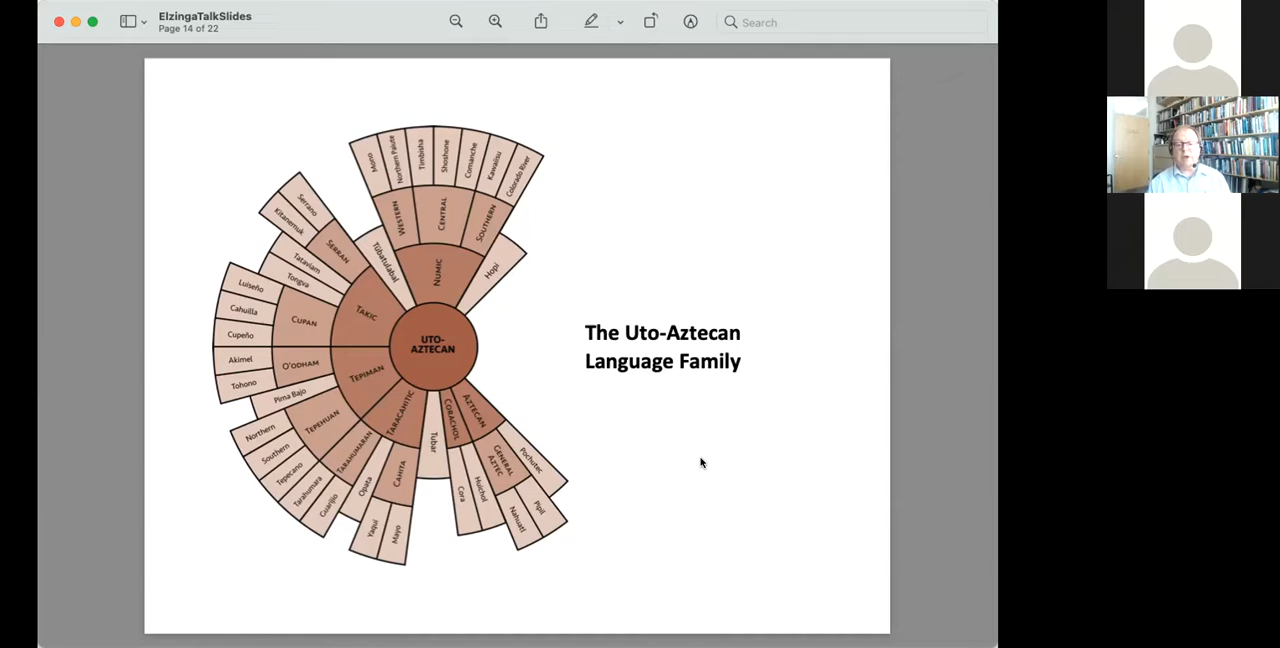 ElzingaTalkSlides
Page 14 of 22
Search
Mono
Northern Paiute
Timbisha
Shoshone
Comanche
Kawaiisu
Colorado River
WESTERN
CENTRAL
SOUTHERN
NUMIC
Hopi
Tübatulabal
Serrano
Kitanemuk
SERRAN
Tataviam
Tongva
TAKIC
Luiseño
Cahuilla
Cupeño
CUPAN
UTO-
AZTECAN
The Uto-Aztecan
Language Family
Akimel
Tohono
O'ODHAM
Pima Bajo
TEPIMAN
Northern
Southern
Tepecano
TEPEHUAN
Tarahumara
Guarijio
TARAHUMARAN
Opata
TARACAHITIC
CAHITA
Yaqui
Mayo
Tubar
CORACHOL
Cora
Huichol
AZTECAN
GENERAL
AZTEC
Pochutec
Pipil
Nahuatl